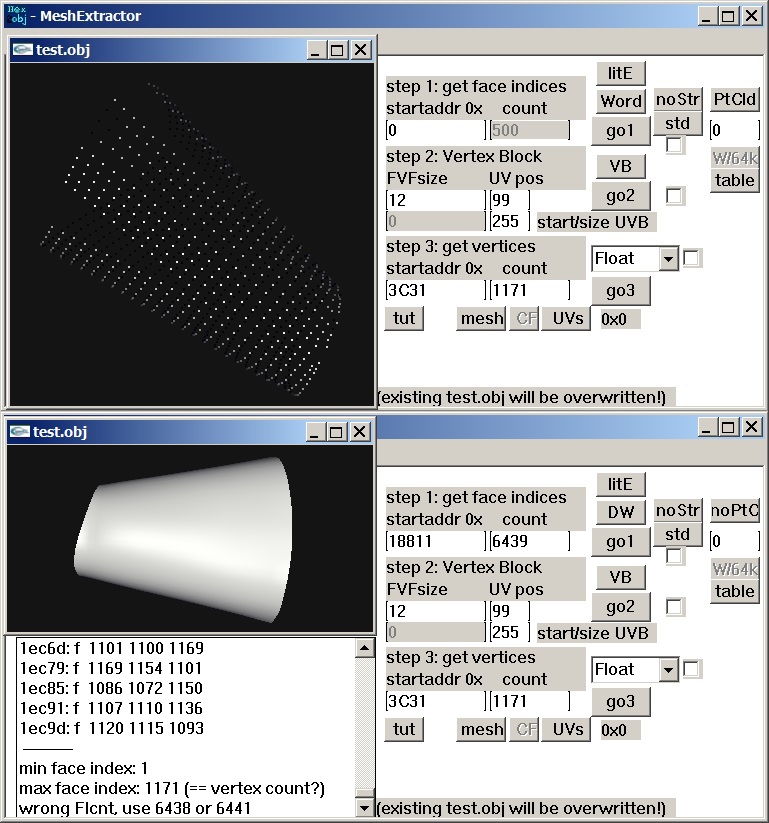 Hex obj - MeshExtractor
test.obj
litE
step 1: get face indices
startaddr 0x count
Word noStr PtCld
0 500 go1 std 0
step 2: Vertex Block
FVFsize UV pos
VB W/64k
table
12 99 go2
0 255 start/size UVB
step 3: get vertices
startaddr 0x count
Float
3C31 1171 go3
tut mesh CF UVs 0x0
(existing test.obj will be overwritten!)
test.obj
litE
step 1: get face indices
startaddr 0x count
DW noStr noPtC
18811 6439 go1 std 0
step 2: Vertex Block
FVFsize UV pos
VB W/64k
table
12 99 go2
0 255 start/size UVB
step 3: get vertices
startaddr 0x count
Float
3C31 1171 go3
tut mesh CF UVs 0x0
(existing test.obj will be overwritten!)
1ec6d: f 1101 1100 1169
1ec79: f 1169 1154 1101
1ec85: f 1086 1072 1150
1ec91: f 1107 1110 1136
1ec9d: f 1120 1115 1093
min face index: 1
max face index: 1171 (== vertex count?)
wrong FIcnt, use 6438 or 6441